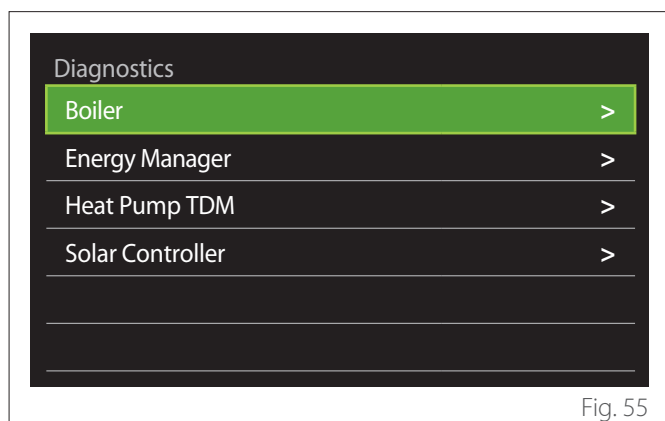 Diagnostics
Boiler >
Energy Manager >
Heat Pump TDM >
Solar Controller >
Fig. 55